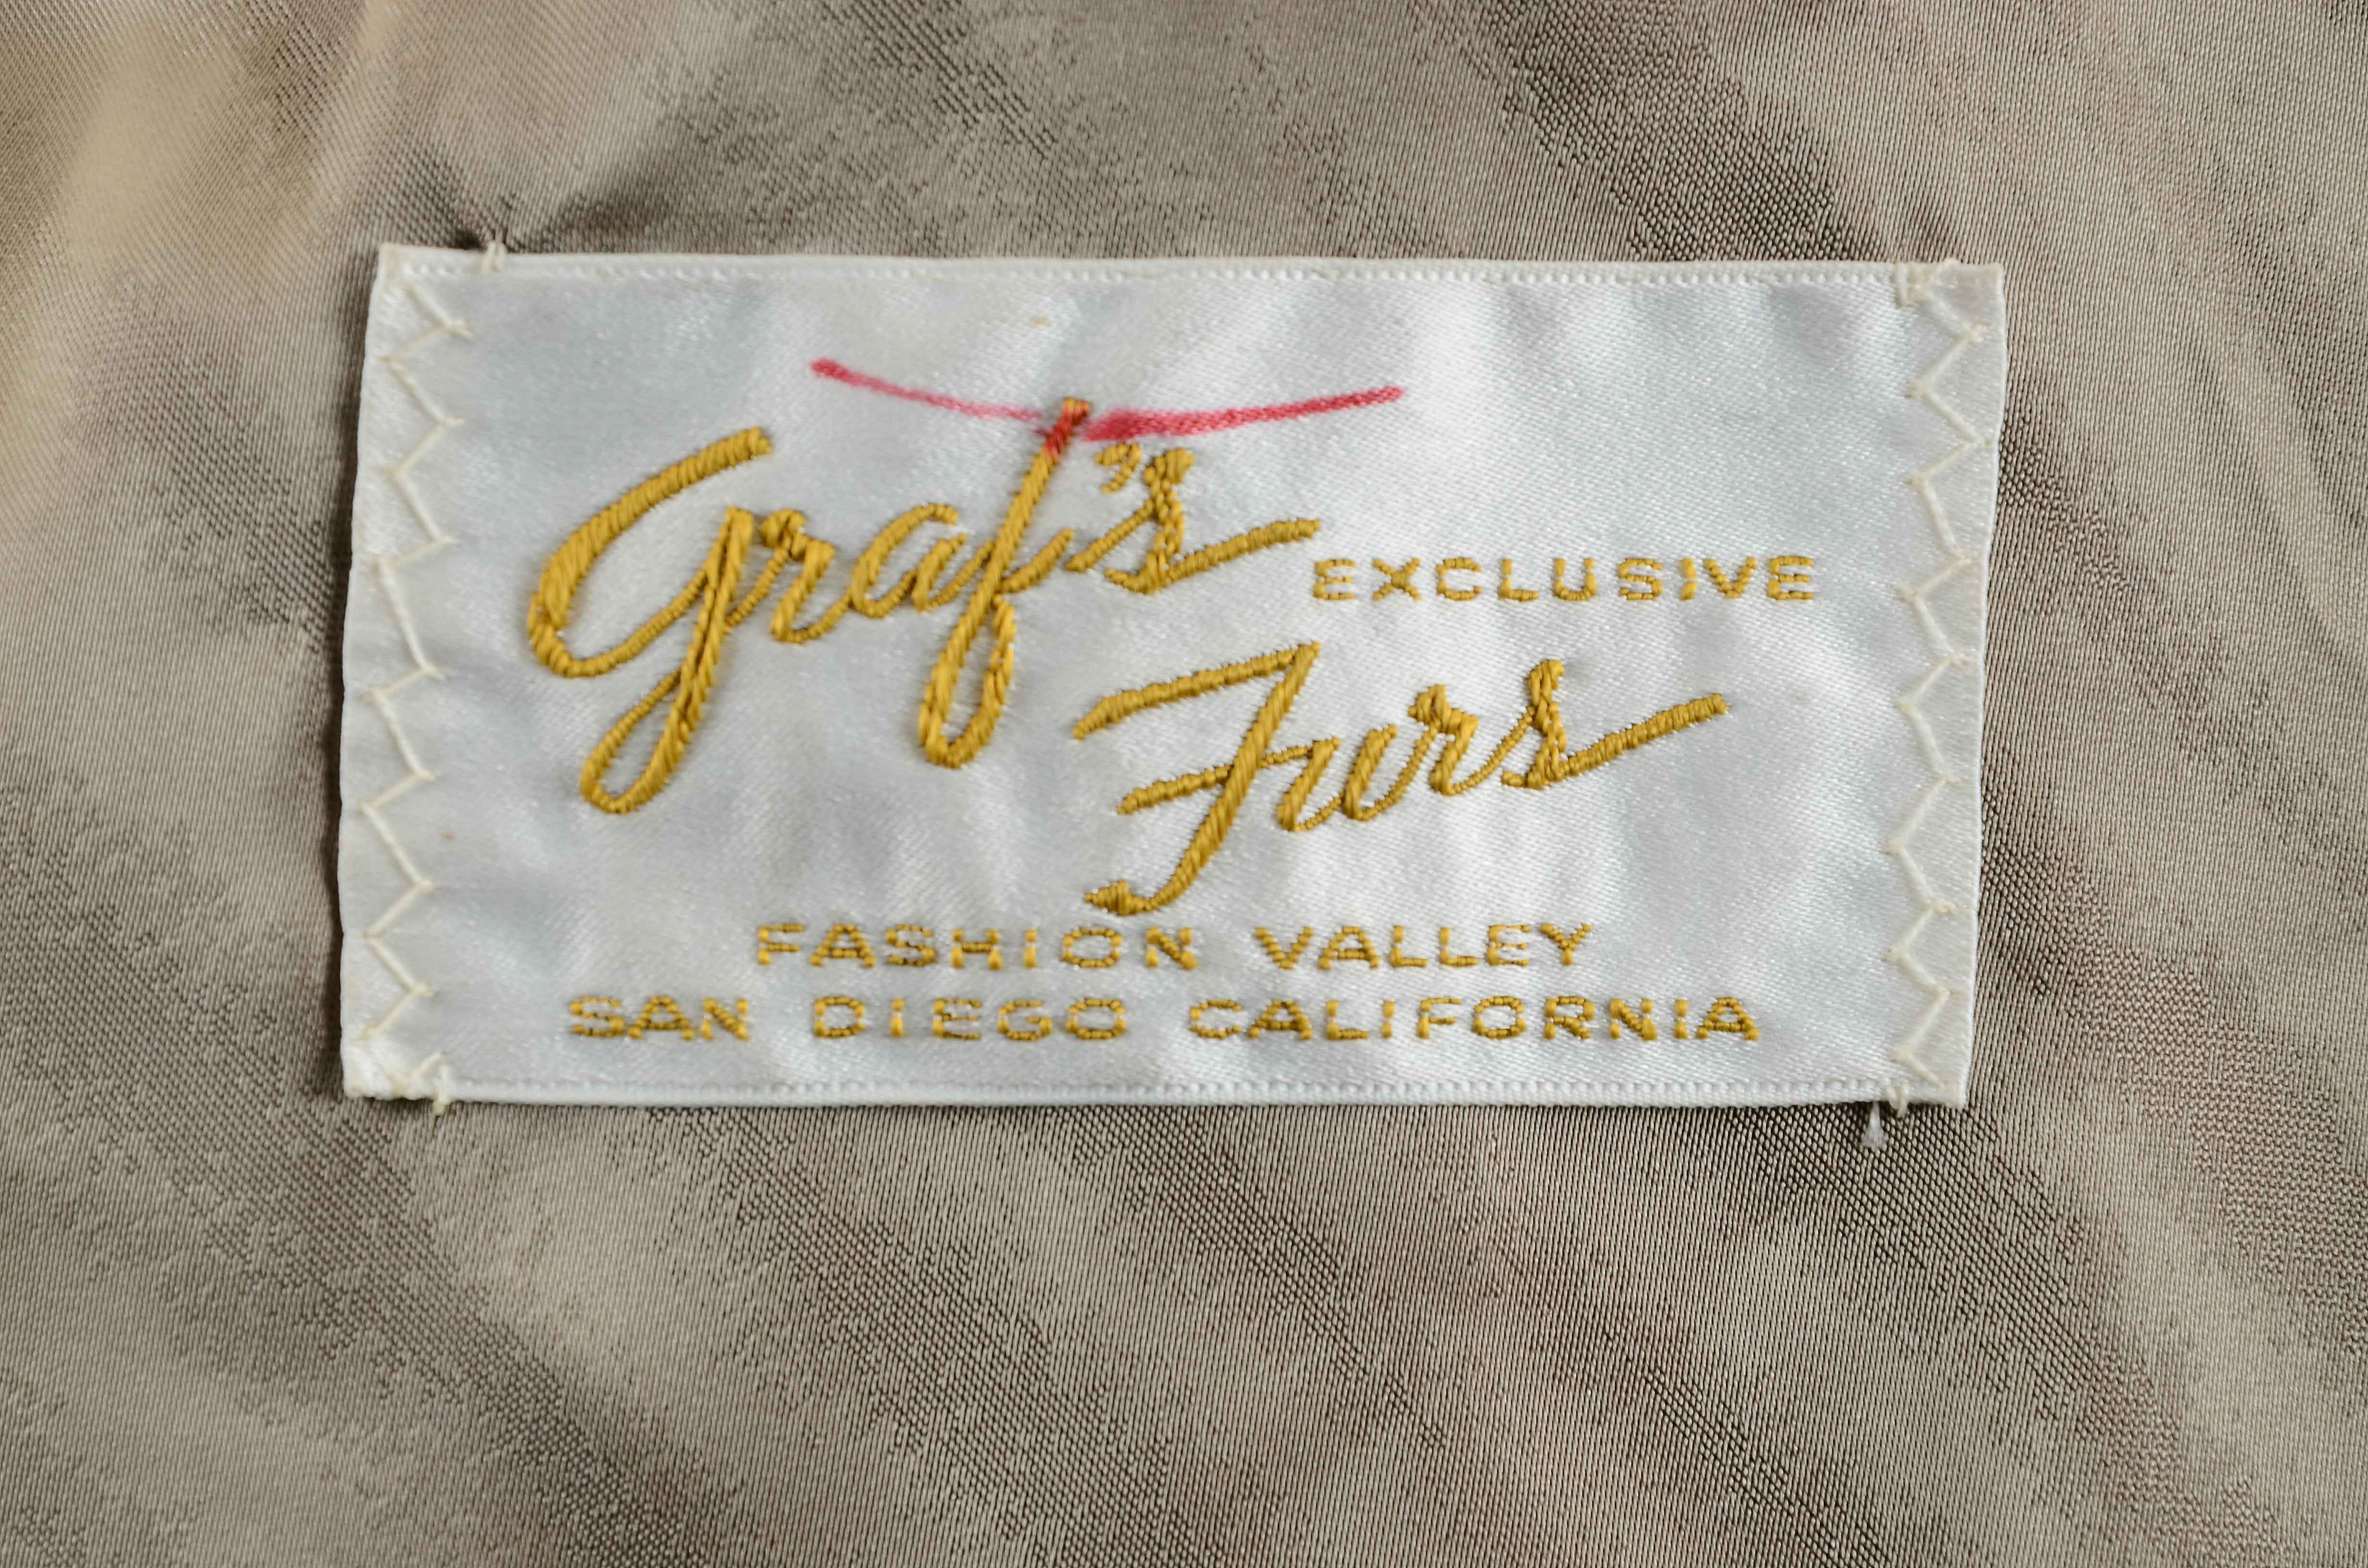 Graf's
EXCLUSIVE
Furs
FASHION VALLEY
SAN DIEGO CALIFORNIA